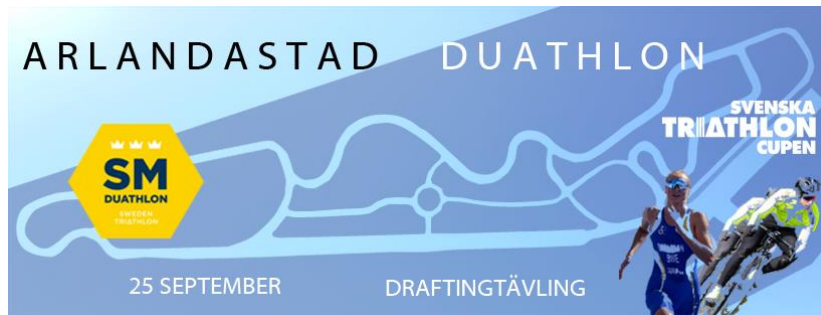 ARLANDASTAD DUATHLON
SVENSKA
TRIATHLON
CUPEN
SM
DUATHLON
SWEDEN
TRIATHLON
25 SEPTEMBER DRAFTINGTÄVLING